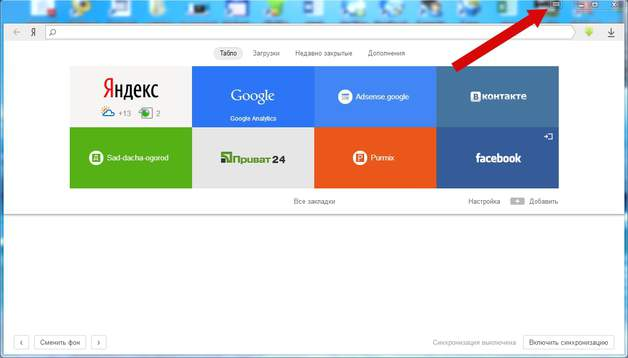 Я
Табло Загрузки Недавно закрытые Дополнения
Яндекс
+13 2
Google
Google Analytics
Adsense.google
В контакте
Д Sad-dacha-ogorod
Приват24
P Purmix
facebook
Все закладки Настройка Добавить
Сменить фон Синхронизация выключена Включить синхронизацию